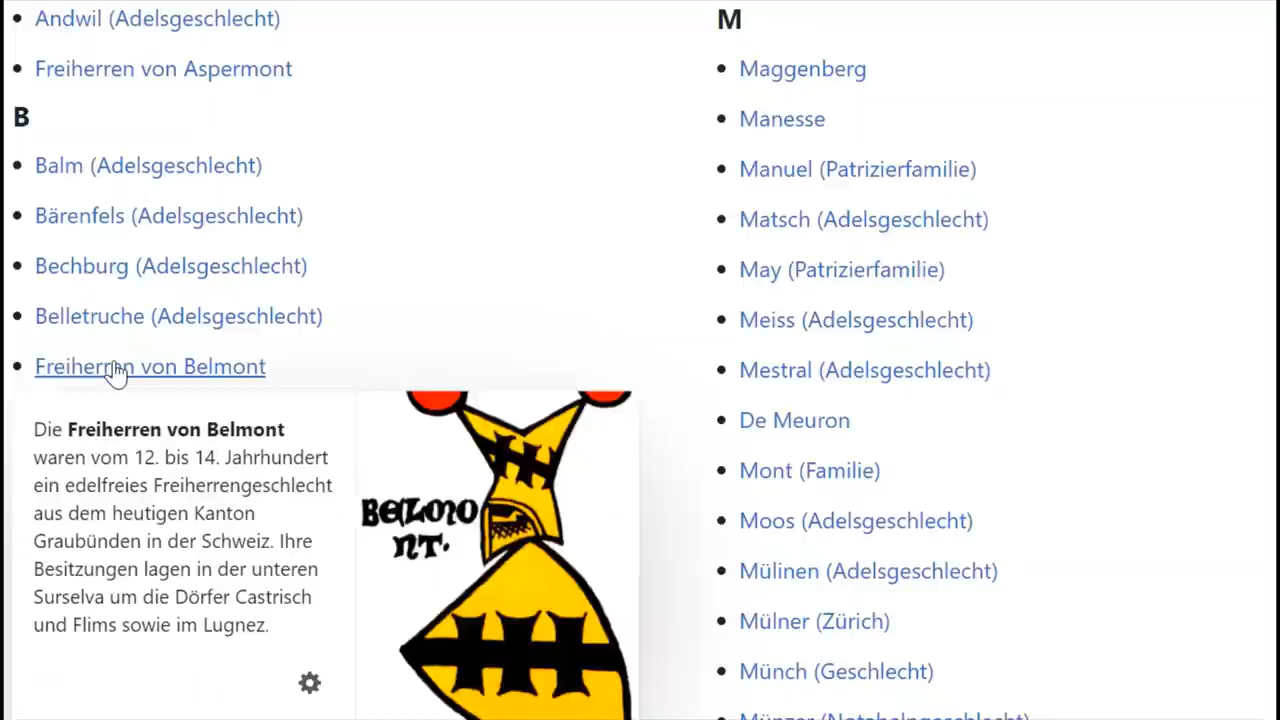 Andwil (Adelsgeschlecht)
Freiherren von Aspermont
B
Balm (Adelsgeschlecht)
Bärenfels (Adelsgeschlecht)
Bechburg (Adelsgeschlecht)
Belletruche (Adelsgeschlecht)
Freiherren von Belmont
Die Freiherren von Belmont
waren vom 12. bis 14. Jahrhundert
ein edelfreies Freiherrengeschlecht
aus dem heutigen Kanton
Graubünden in der Schweiz. Ihre
Besitzungen lagen in der unteren
Surselva um die Dörfer Castrisch
und Flims sowie im Lugnez.
BELMO
NT.
M
Maggenberg
Manesse
Manuel (Patrizierfamilie)
Matsch (Adelsgeschlecht)
May (Patrizierfamilie)
Meiss (Adelsgeschlecht)
Mestral (Adelsgeschlecht)
De Meuron
Mont (Familie)
Moos (Adelsgeschlecht)
Mülinen (Adelsgeschlecht)
Mülner (Zürich)
Münch (Geschlecht)